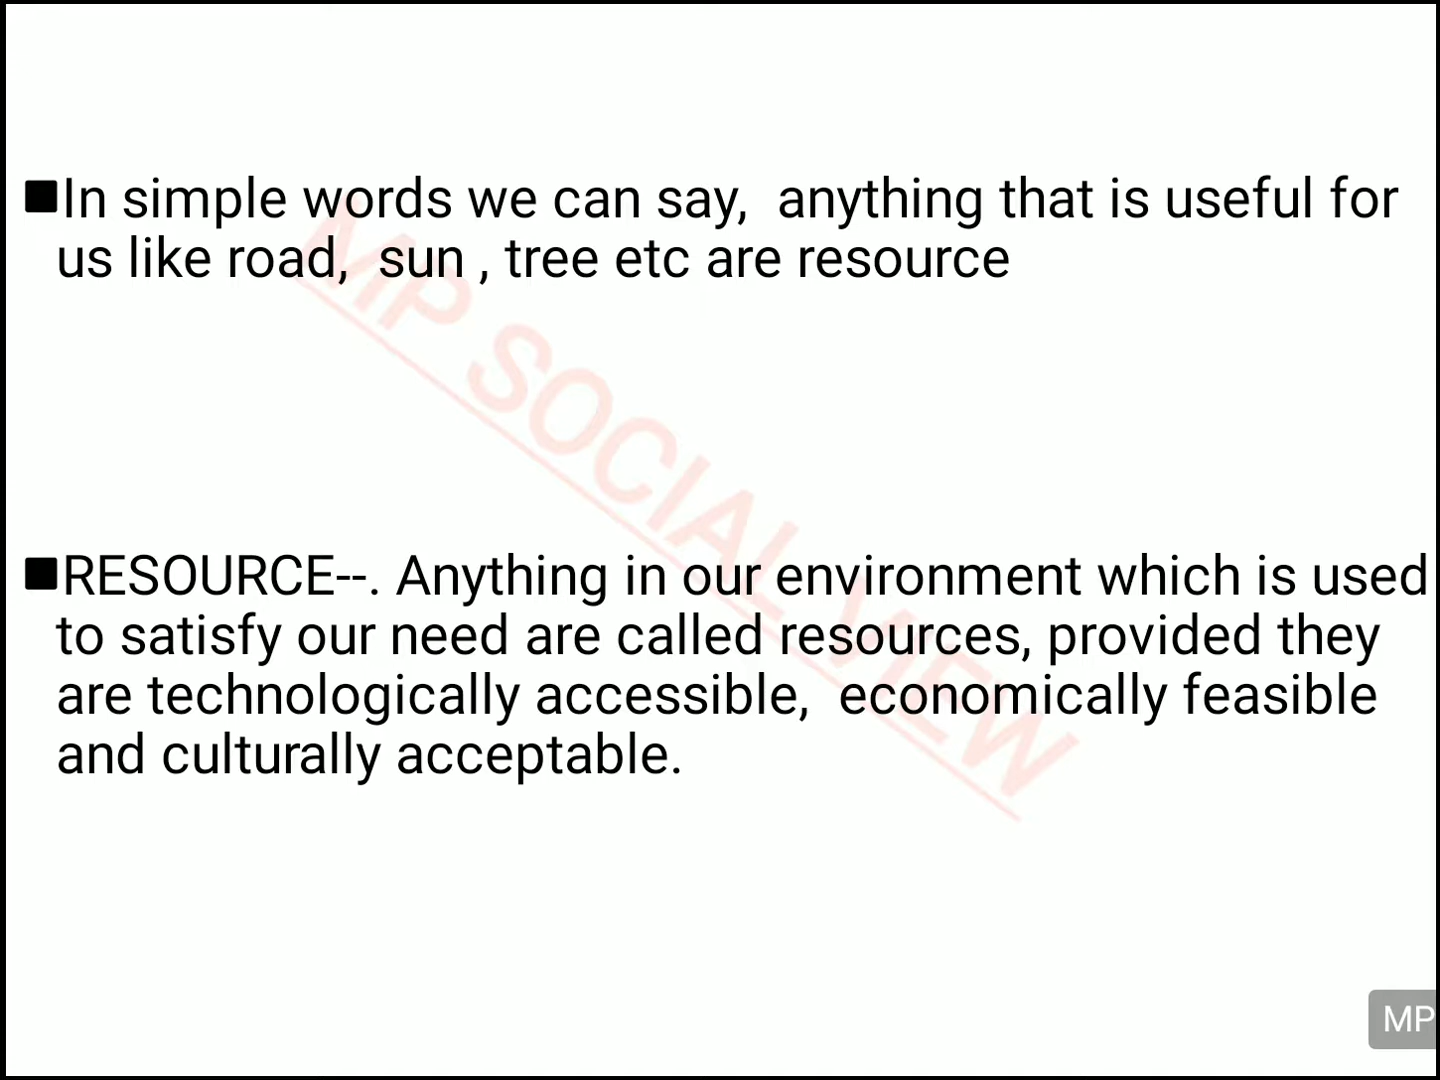 ■In simple words we can say,  anything that is useful for
us like road,  sun , tree etc are resource
MP SOCIAL VIEW
■RESOURCE--. Anything in our environment which is used
to satisfy our need are called resources, provided they
are technologically accessible,  economically feasible
and culturally acceptable.
MP